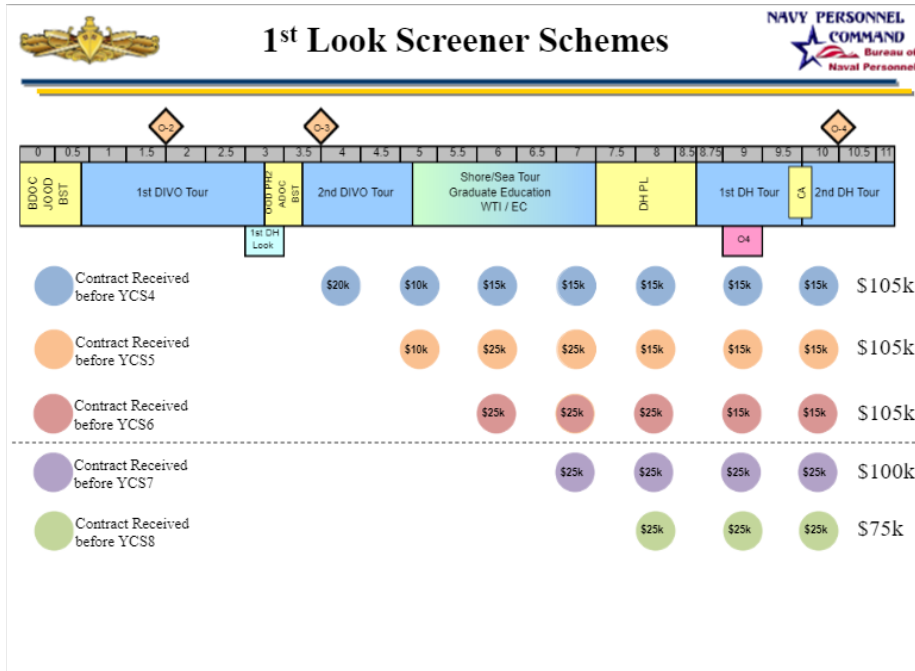 1st Look Screener Schemes
NAVY PERSONNEL
COMMAND
Bureau of
Naval Personnel
O-2
O-3
O-4
0 0.5 1 1.5 2 2.5 3 3.5 4 4.5 5 5.5 6 6.5 7 7.5 8 8.5 8.75 9 9.5 10 10.5 11
BDOC
JOOD
BST
1st DIVO Tour
OOD PH2
ADOC
BST
2nd DIVO Tour
Shore/Sea Tour
Graduate Education
WTI / EC
DH PL
1st DH Tour
CA
2nd DH Tour
1st DH
Look
O4
Contract Received
before YCS4
$20k $10k $15k $15k $15k $15k $15k $105k
Contract Received
before YCS5
$10k $25k $25k $15k $15k $15k $105k
Contract Received
before YCS6
$25k $25k $25k $15k $15k $105k
Contract Received
before YCS7
$25k $25k $25k $25k $100k
Contract Received
before YCS8
$25k $25k $25k $75k